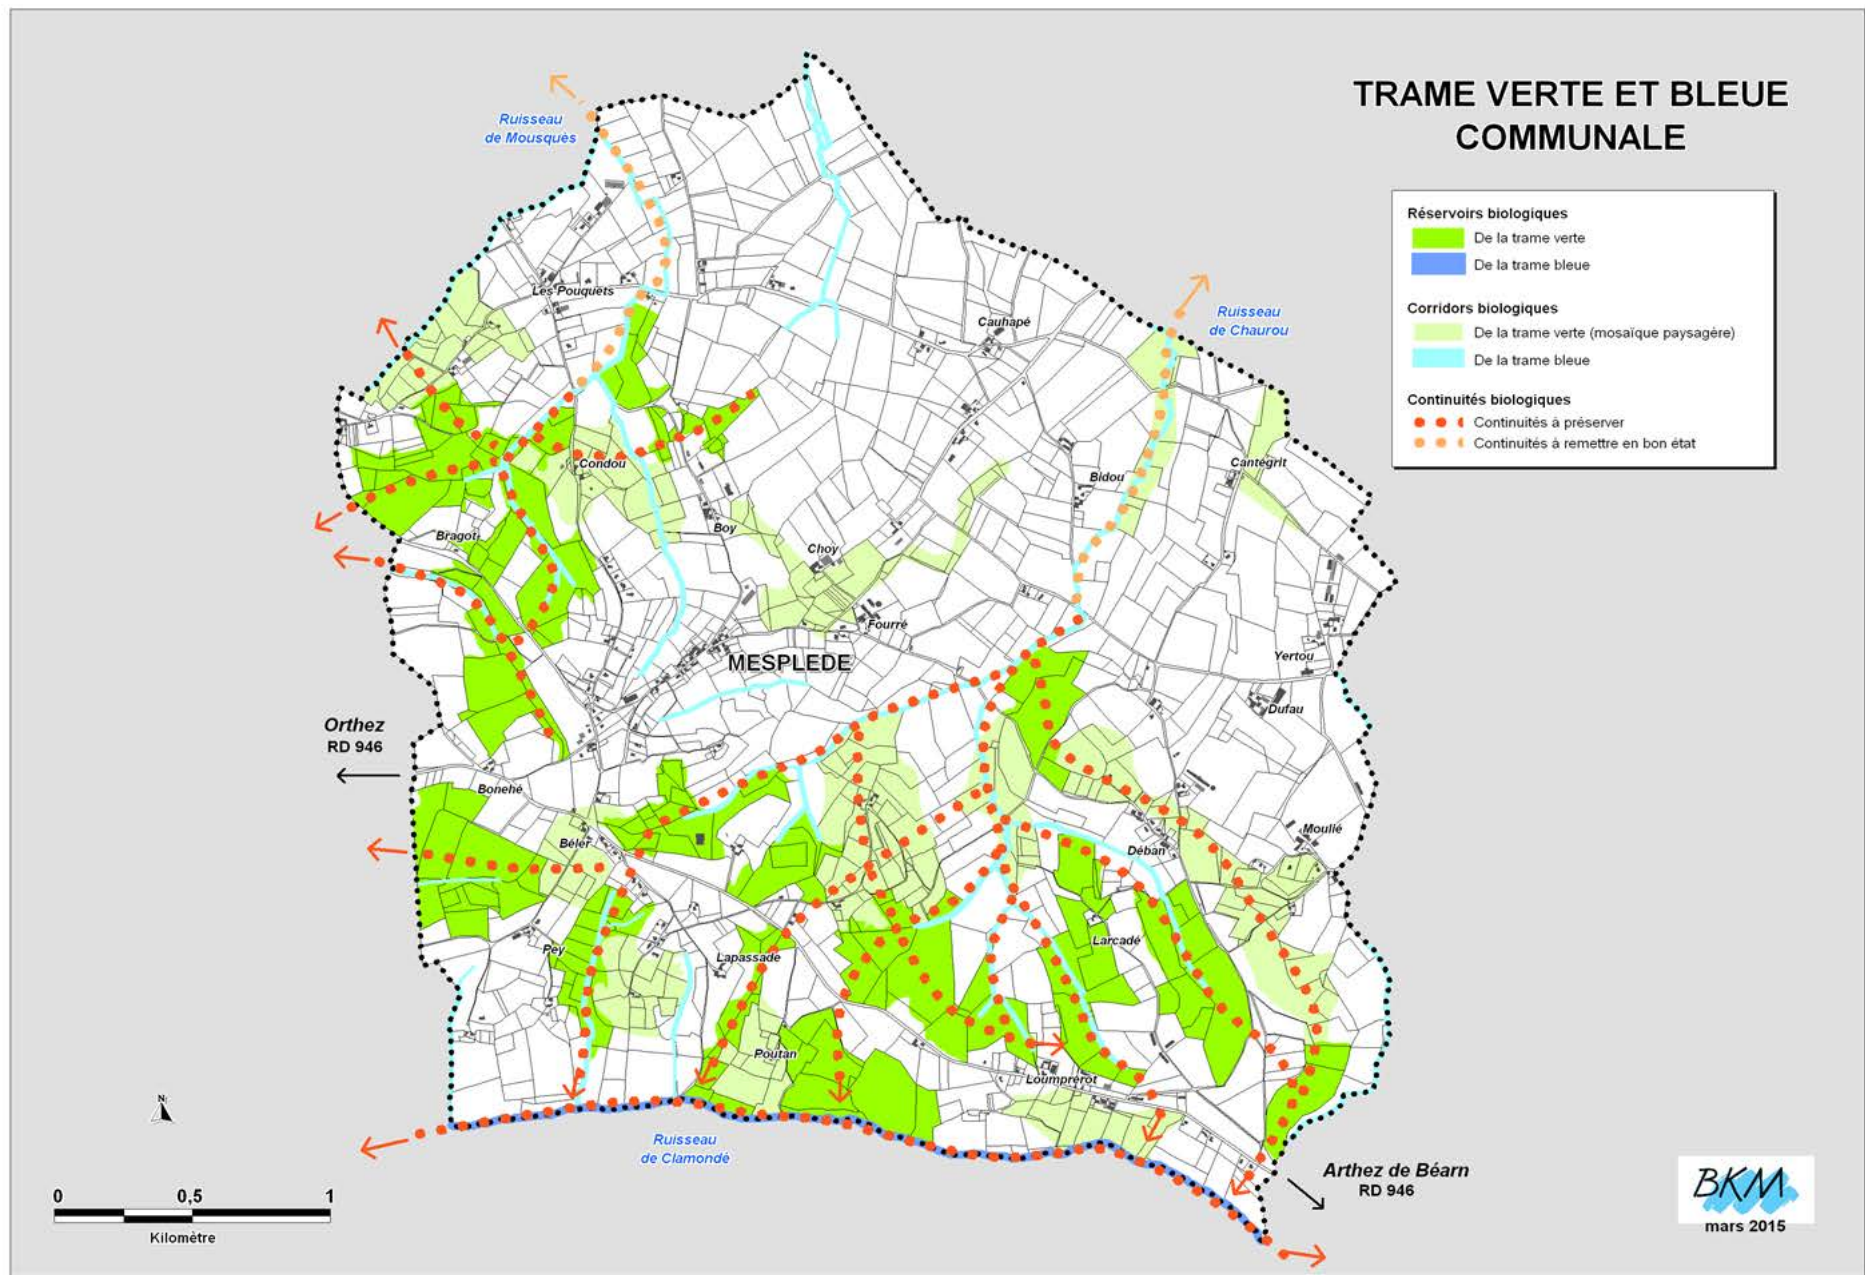 TRAME VERTE ET BLEUE
COMMUNALE
Réservoirs biologiques
De la trame verte
De la trame bleue
Corridors biologiques
De la trame verte (mosaïque paysagère)
De la trame bleue
Continuités biologiques
Continuités à préserver
Continuités à remettre en bon état
Ruisseau
de Mousquès
Les Pouquets
Cauhapé
Ruisseau
de Chaurou
Condou
Cantegrit
Bidou
Boy
Bragot
Choy
Fourré
MESPLEDE
Yertou
Dufau
Orthez
RD 946
Bonehé
Béler
Moulié
Déban
Larcadé
Pey
Lapassade
Poutan
Loumprérot
Ruisseau
de Clamondé
Arthez de Béarn
RD 946
N
0 0,5 1
Kilomètre
BKM
mars 2015